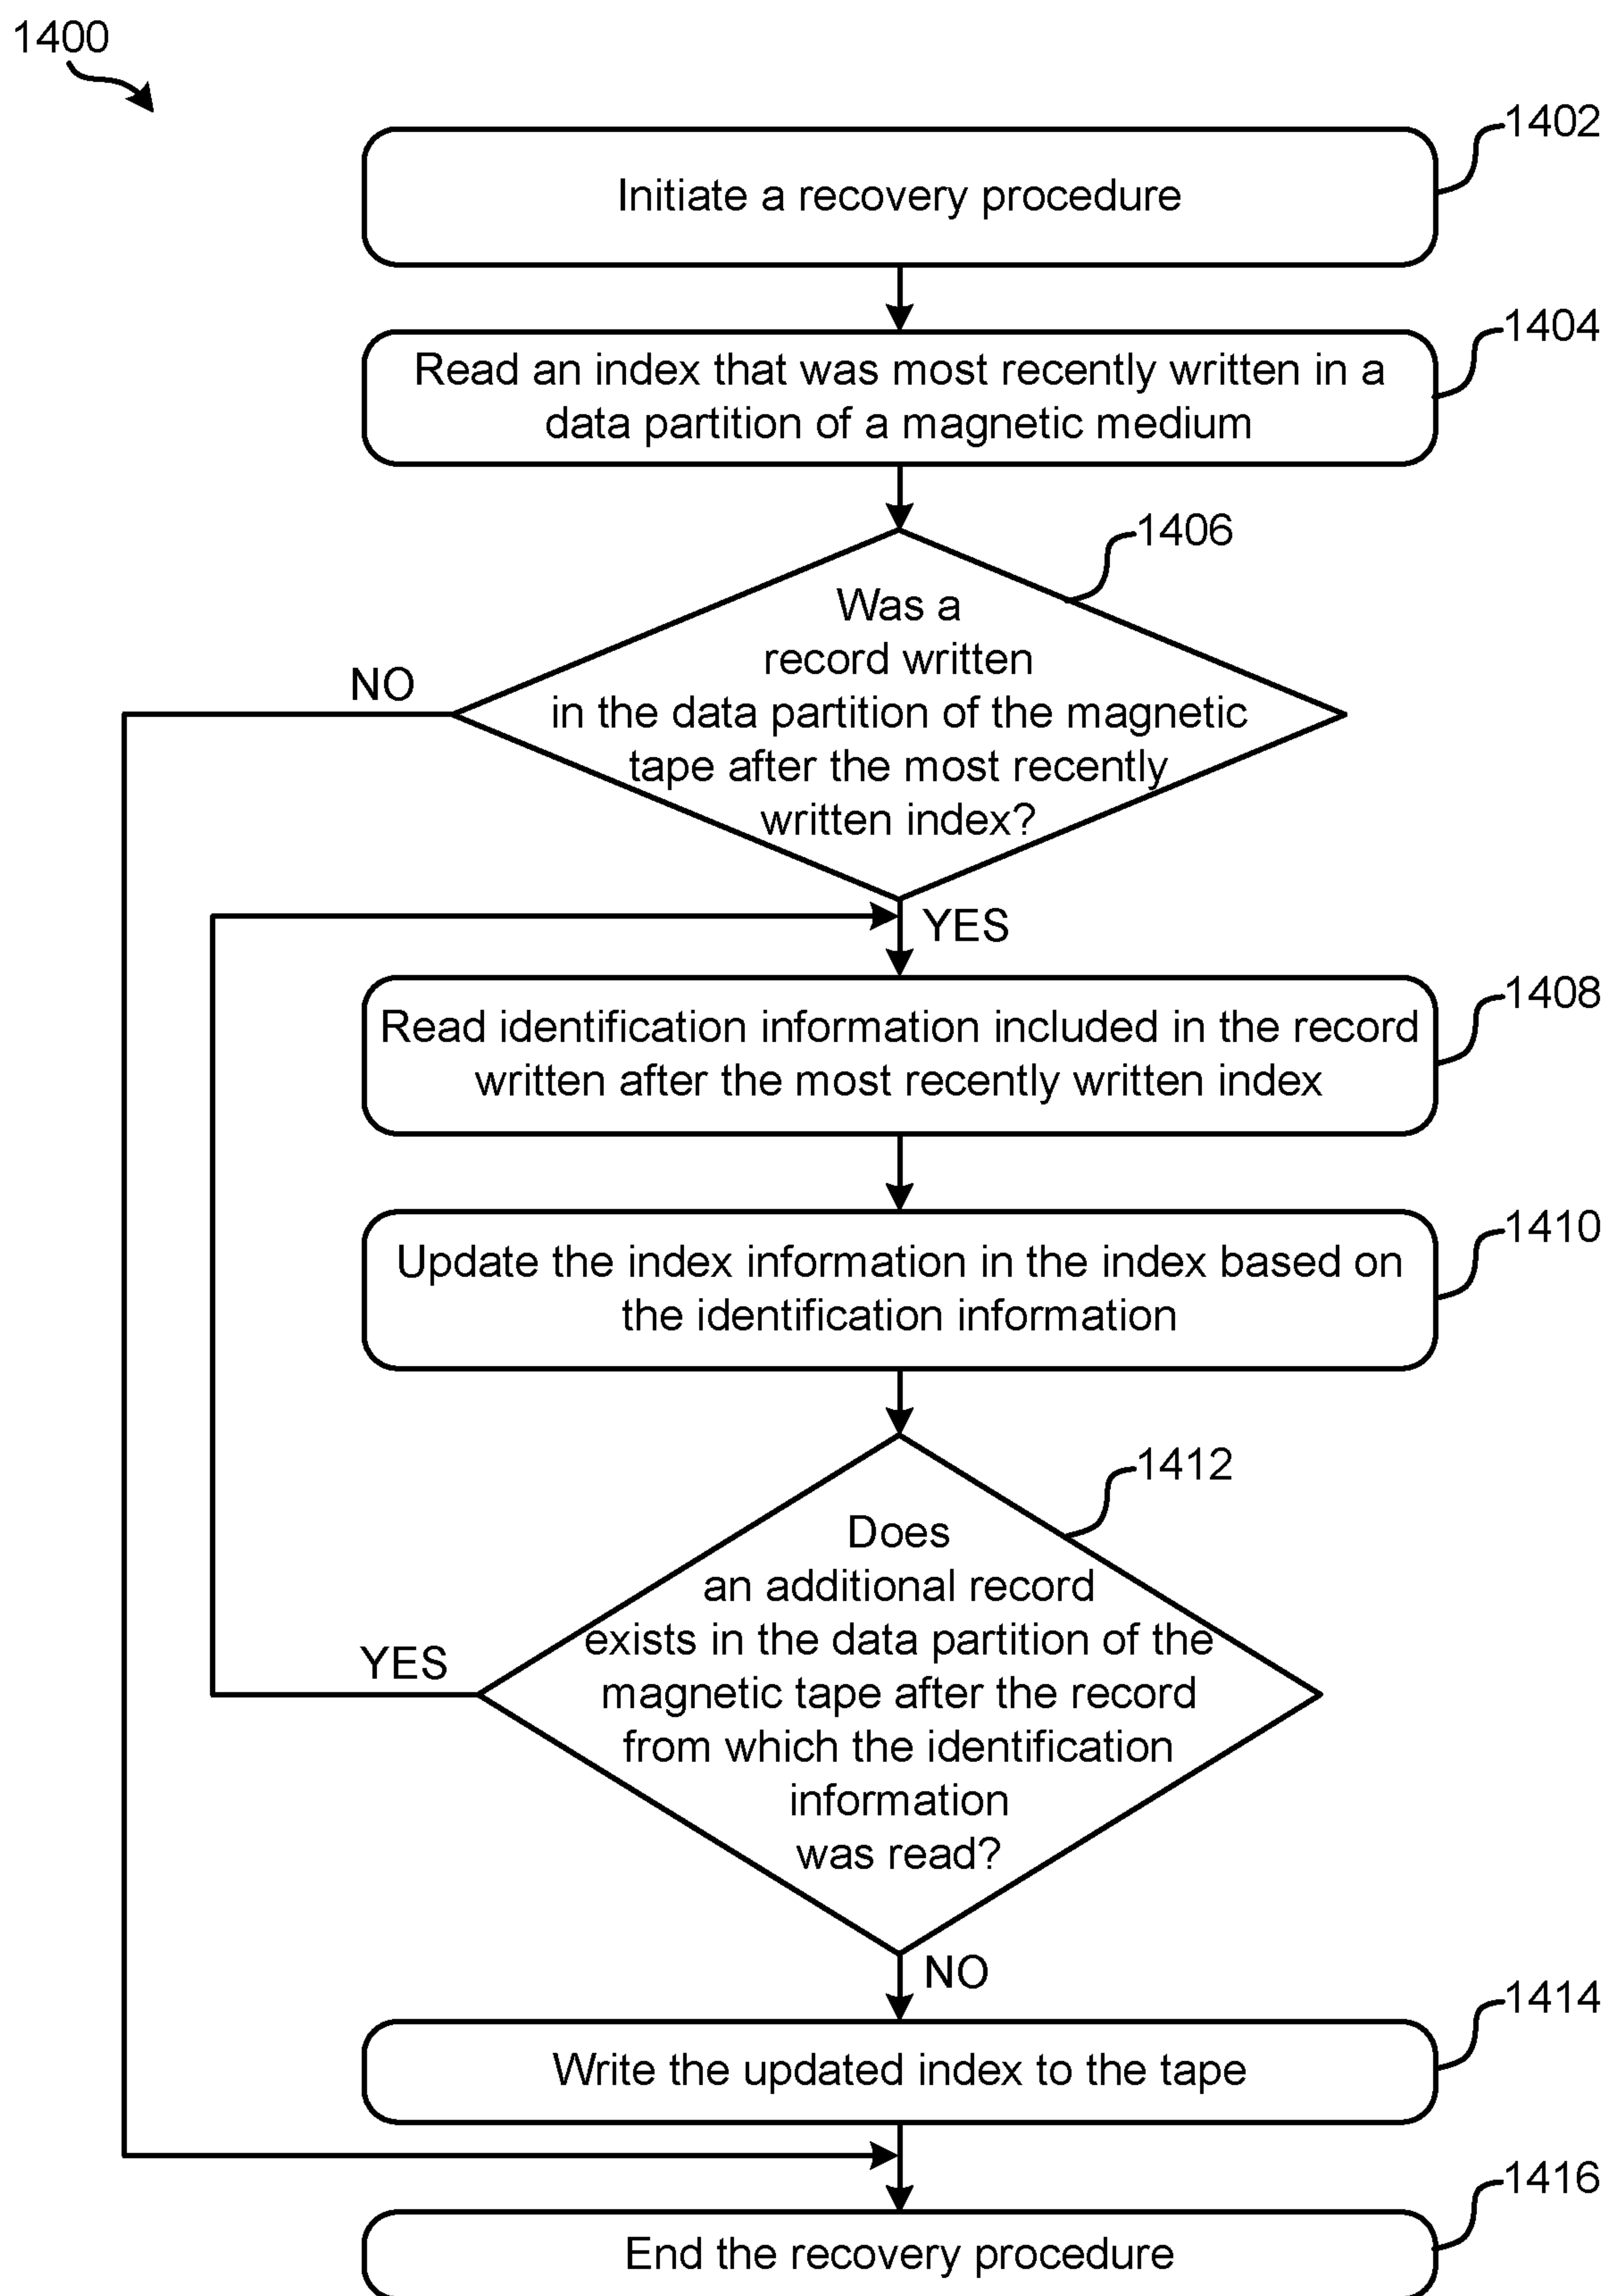 1400
1402
Initiate a recovery procedure
1404
Read an index that was most recently written in a
data partition of a magnetic medium
1406
Was a
record written
in the data partition of the magnetic
tape after the most recently
written index?
NO
YES
1408
Read identification information included in the record
written after the most recently written index
1410
Update the index information in the index based on
the identification information
1412
Does
an additional record
exists in the data partition of the
magnetic tape after the record
from which the identification
information
was read?
YES
NO
1414
Write the updated index to the tape
1416
End the recovery procedure